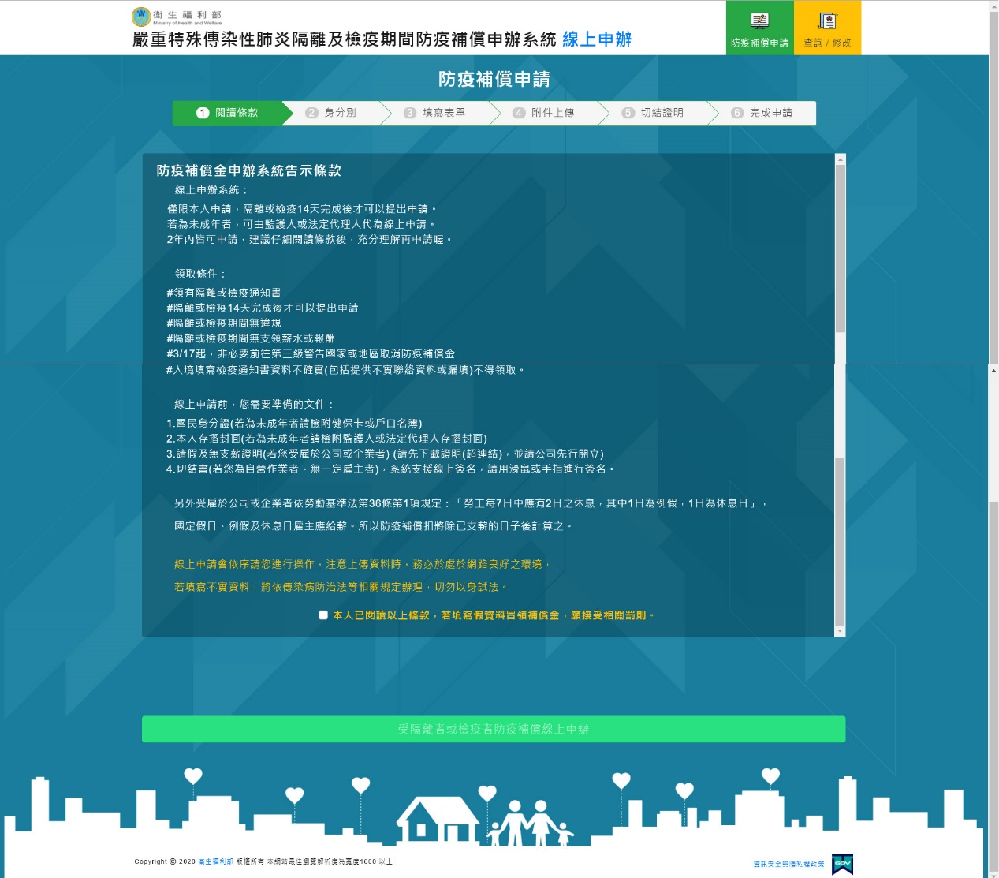 衛生福利部
Ministry of Health and Welfare
嚴重特殊傳染性肺炎隔離及檢疫期間防疫補償申辦系統 線上申辦
防疫補償申請
查詢 / 修改
防疫補償申請
1 閱讀條款
2 身分別
3 填寫表單
4 附件上傳
5 切結證明
6 完成申請
防疫補償金申辦系統告示條款
線上申辦系統：
僅限本人申請，隔離或檢疫14天完成後才可以提出申請。
若為未成年者，可由監護人或法定代理人代為線上申請。
2年內皆可申請，建議仔細閱讀條款後，充分理解再申請喔。
領取條件：
#領有隔離或檢疫通知書
#隔離或檢疫14天完成後才可以提出申請
#隔離或檢疫期間無違規
#隔離或檢疫期間無支領薪水或報酬
#3/17起，非必要前往第三級警告國家或地區取消防疫補償金
#入境填寫檢疫通知書資料不確實(包括提供不實聯絡資料或漏填)不得領取。
線上申請前，您需要準備的文件：
1.國民身分證(若為未成年者請檢附健保卡或戶口名簿)
2.本人存摺封面(若為未成年者請檢附監護人或法定代理人存摺封面)
3.請假及無支薪證明(若您受雇於公司或企業者) (請先下載證明(超連結)，並請公司先行開立)
4.切結書(若您為自營作業者、無一定雇主者)，系統支援線上簽名，請用滑鼠或手指進行簽名。
另外受雇於公司或企業者依勞動基準法第36條第1項規定：「勞工每7日中應有2日之休息，其中1日為例假，1日為休息日」，
國定假日、例假及休息日雇主應給薪。所以防疫補償扣將除已支薪的日子後計算之。
線上申請會依序請您進行操作，注意上傳資料時，務必於處於網路良好之環境，
若填寫不實資料，將依傳染病防治法等相關規定辦理，切勿以身試法。
本人已閱讀以上條款，若填寫假資料冒領補償金，願接受相關罰則。
受隔離者或檢疫者防疫補償線上申辦
Copyright © 2020 衛生福利部 版權所有 本網站最佳瀏覽解析度為寬度1600 以上
資訊安全與隱私權政策
GOV